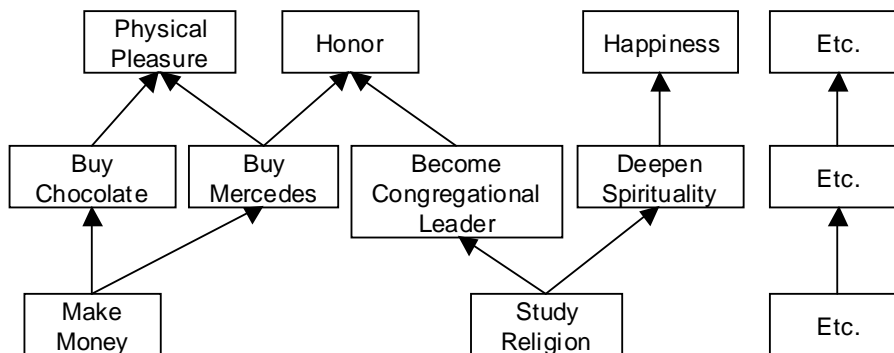 Physical
Pleasure
Honor
Happiness
Etc.
Buy
Chocolate
Buy
Mercedes
Become
Congregational
Leader
Deepen
Spirituality
Etc.
Make
Money
Study
Religion
Etc.